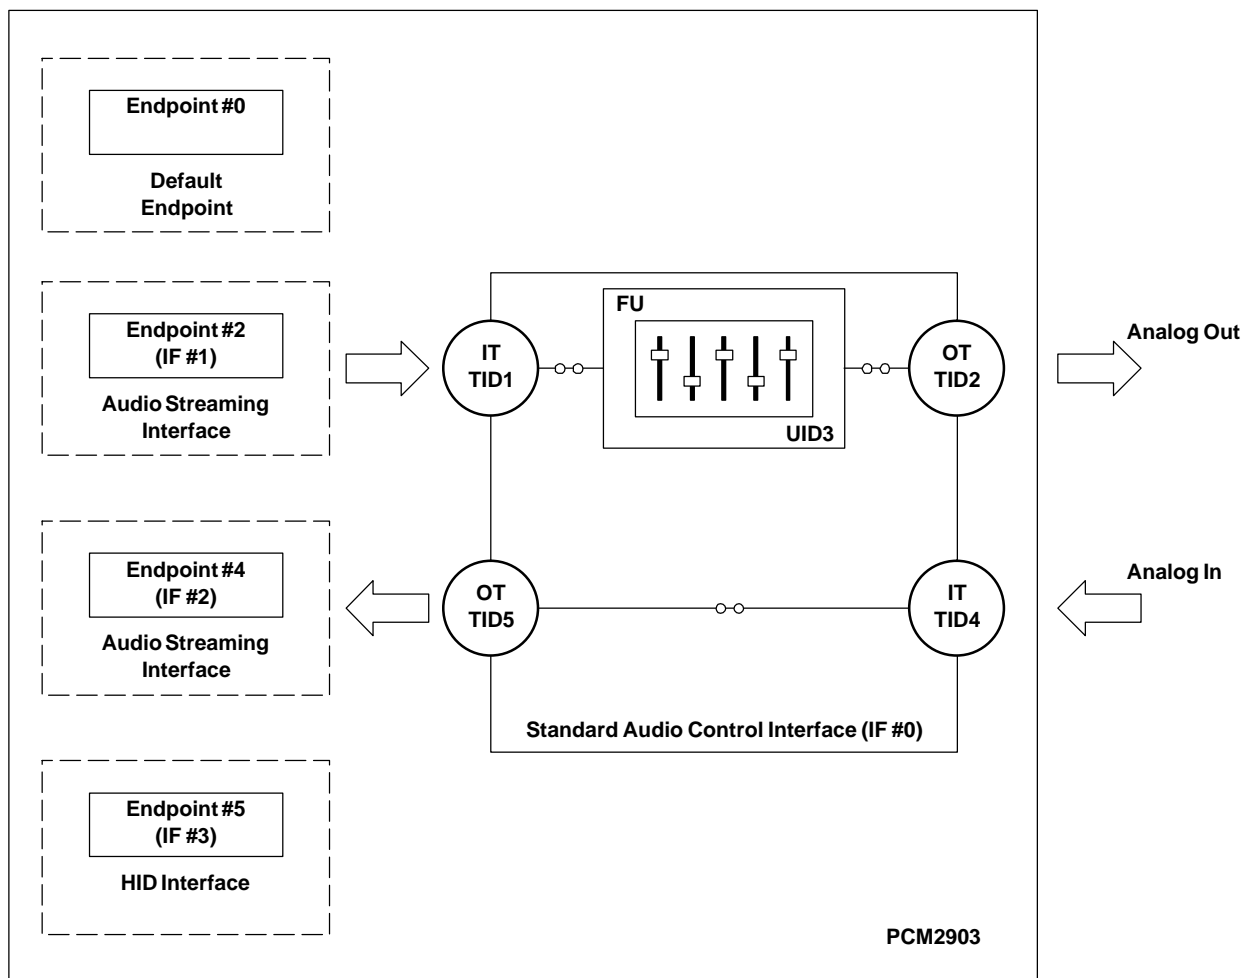 Endpoint #0
Default
Endpoint
Endpoint #2
(IF #1)
Audio Streaming
Interface
IT
TID1
FU
UID3
OT
TID2
Analog Out
Endpoint #4
(IF #2)
Audio Streaming
Interface
OT
TID5
IT
TID4
Analog In
Standard Audio Control Interface (IF #0)
Endpoint #5
(IF #3)
HID Interface
PCM2903